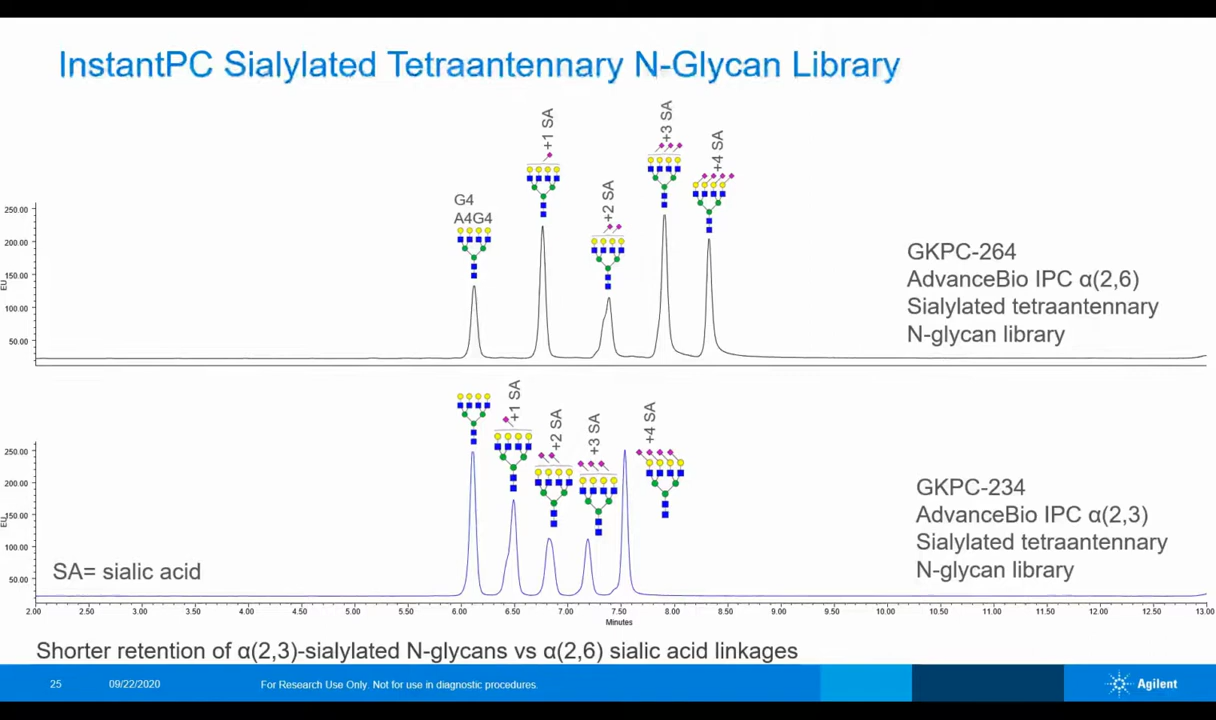 InstantPC Sialylated Tetraantennary N-Glycan Library
+1 SA
+3 SA
+4 SA
+2 SA
G4
A4G4
250.00
200.00
150.00
100.00
50.00
EU
GKPC-264
AdvanceBio IPC α(2,6)
Sialylated tetraantennary
N-glycan library
+1 SA
+2 SA
+3 SA
+4 SA
250.00
200.00
150.00
100.00
50.00
EU
GKPC-234
AdvanceBio IPC α(2,3)
Sialylated tetraantennary
N-glycan library
SA= sialic acid
2.00 2.50 3.00 3.50 4.00 4.50 5.00 5.50 6.00 6.50 7.00 7.50 8.00 8.50 9.00 9.50 10.00 10.50 11.00 11.50 12.00 12.50 13.00
Minutes
Shorter retention of α(2,3)-sialylated N-glycans vs α(2,6) sialic acid linkages
25 09/22/2020 For Research Use Only. Not for use in diagnostic procedures. Agilent